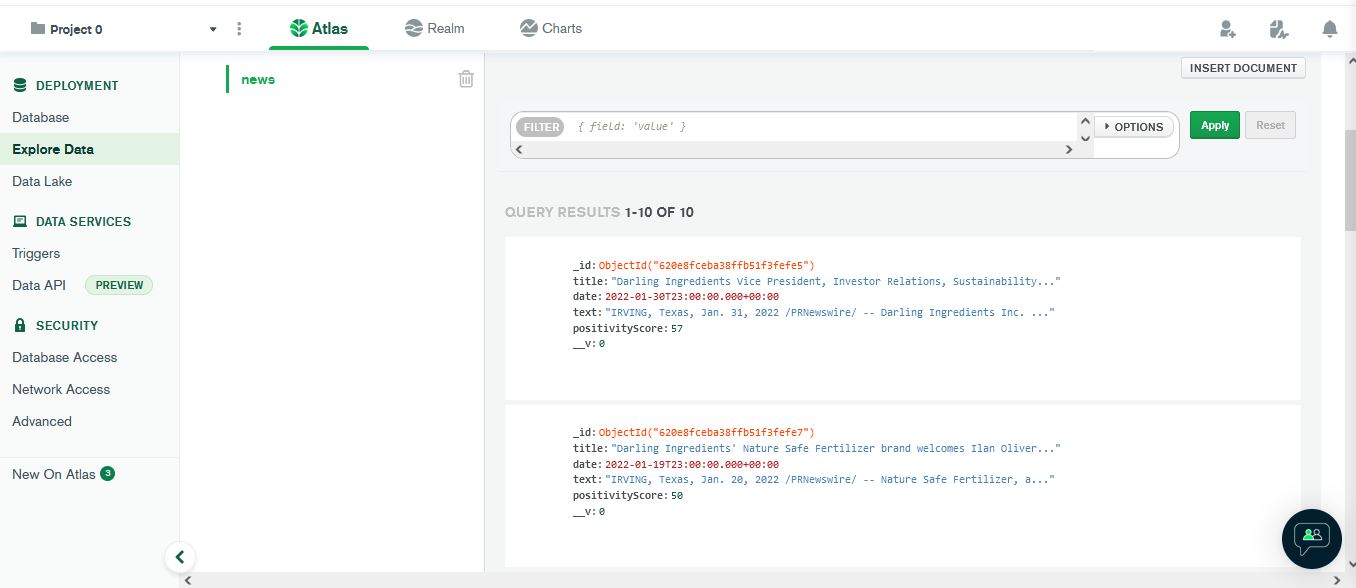 Project 0
Atlas
Realm
Charts
DEPLOYMENT
Database
Explore Data
Data Lake
DATA SERVICES
Triggers
Data API PREVIEW
SECURITY
Database Access
Network Access
Advanced
New On Atlas 3
news
INSERT DOCUMENT
FILTER { field: 'value' }
OPTIONS
Apply
Reset
QUERY RESULTS 1-10 OF 10
_id: ObjectId("620e8fceba38ffb51f3fefe5")
title: "Darling Ingredients Vice President, Investor Relations, Sustainability..."
date: 2022-01-30T23:00:00.000+00:00
text: "IRVING, Texas, Jan. 31, 2022 /PRNewswire/ -- Darling Ingredients Inc. ..."
positivityScore: 57
__v: 0
_id: ObjectId("620e8fceba38ffb51f3fefe7")
title: "Darling Ingredients' Nature Safe Fertilizer brand welcomes Ilan Oliver..."
date: 2022-01-19T23:00:00.000+00:00
text: "IRVING, Texas, Jan. 20, 2022 /PRNewswire/ -- Nature Safe Fertilizer, a..."
positivityScore: 50
__v: 0